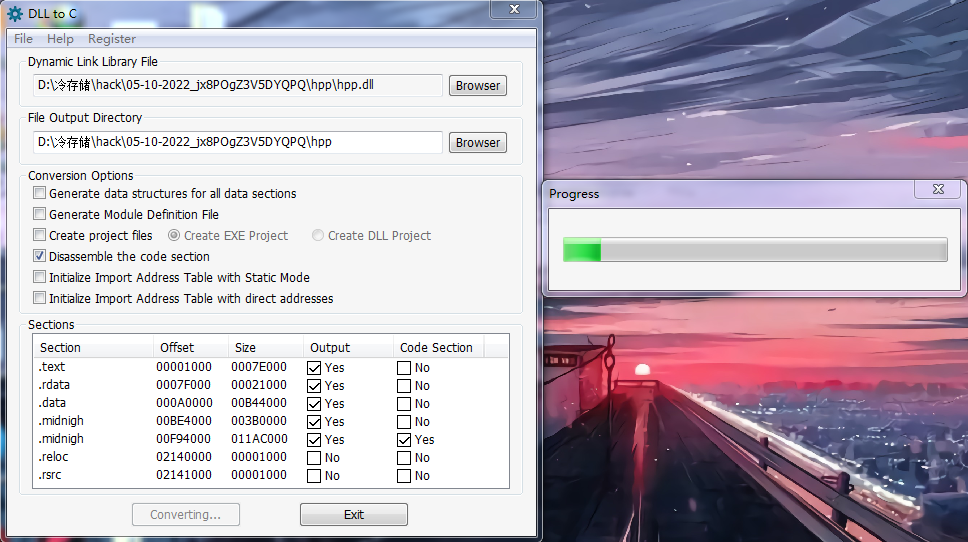 DLL to C
File Help Register
Dynamic Link Library File
D:\冷存储\hack\05-10-2022_jx8POgZ3V5DYQPQ\hpp\hpp.dll Browser
File Output Directory
D:\冷存储\hack\05-10-2022_jx8POgZ3V5DYQPQ\hpp Browser
Conversion Options
Generate data structures for all data sections
Generate Module Definition File
Create project files Create EXE Project Create DLL Project
Disassemble the code section
Initialize Import Address Table with Static Mode
Initialize Import Address Table with direct addresses
Sections
Section Offset Size Output Code Section
.text 00001000 0007E000 Yes No
.rdata 0007F000 00021000 Yes No
.data 000A0000 00B44000 Yes No
.midnigh 00BE4000 003B0000 Yes No
.midnigh 00F94000 011AC000 Yes Yes
.reloc 02140000 00001000 No No
.rsrc 02141000 00001000 No No
Converting... Exit
Progress